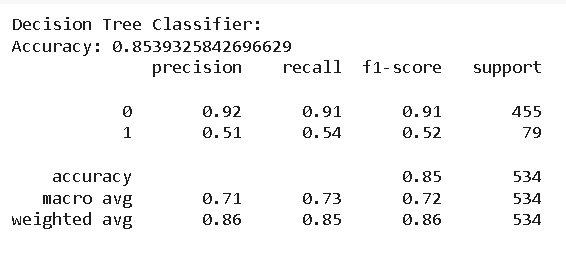 Decision Tree Classifier:
Accuracy: 0.8539325842696629
precision recall f1-score support
0 0.92 0.91 0.91 455
1 0.51 0.54 0.52 79
accuracy 0.85 534
macro avg 0.71 0.73 0.72 534
weighted avg 0.86 0.85 0.86 534